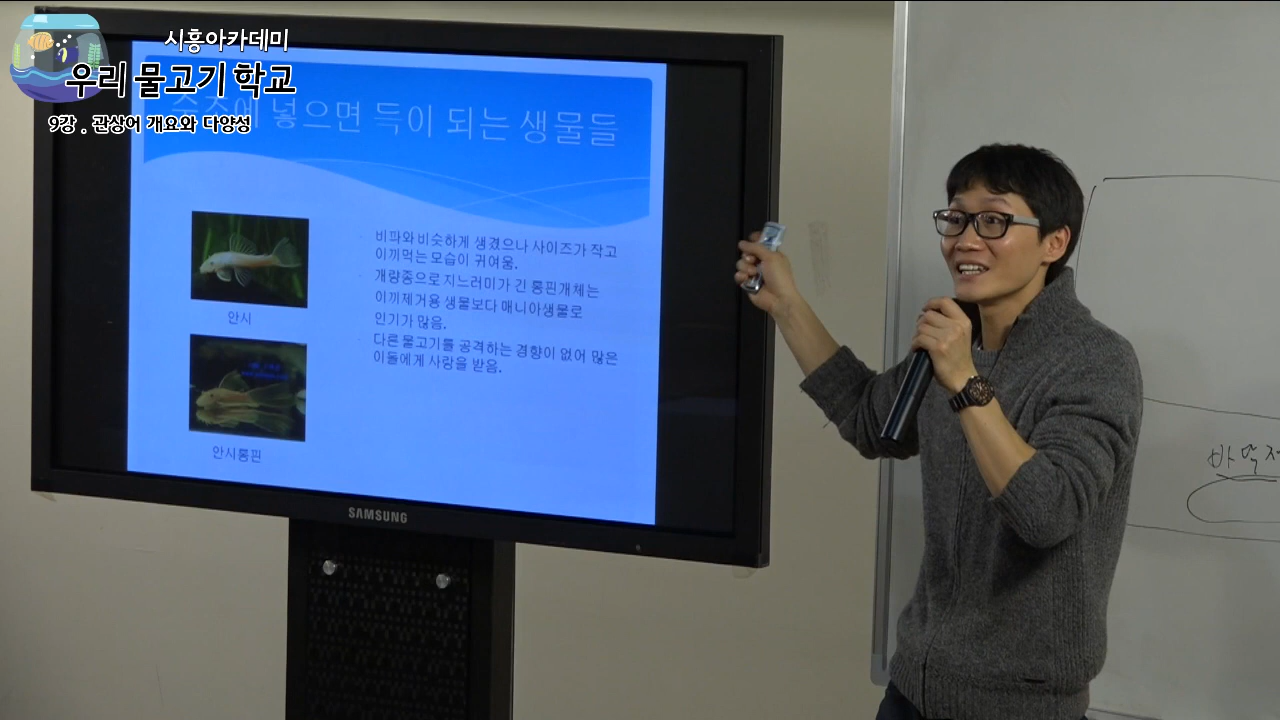 시흥아카데미
우리 물고기 학교
9강 . 관상어 개요와 다양성
수조에 넣으면 득이 되는 생물들
비파와 비슷하게 생겼으나 사이즈가 작고
이끼먹는 모습이 귀여움.
개량종으로 지느러미가 긴 롱핀개체는
이끼제거용 생물보다 매니아생물로
인기가 많음.
다른 물고기를 공격하는 경향이 없어 많은
이들에게 사랑을 받음.
안시
안시롱핀
SAMSUNG